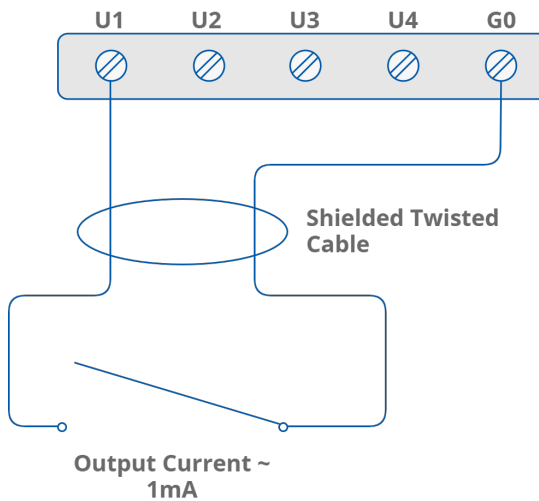 U1 U2 U3 U4 G0
Shielded Twisted
Cable
Output Current ~
1mA